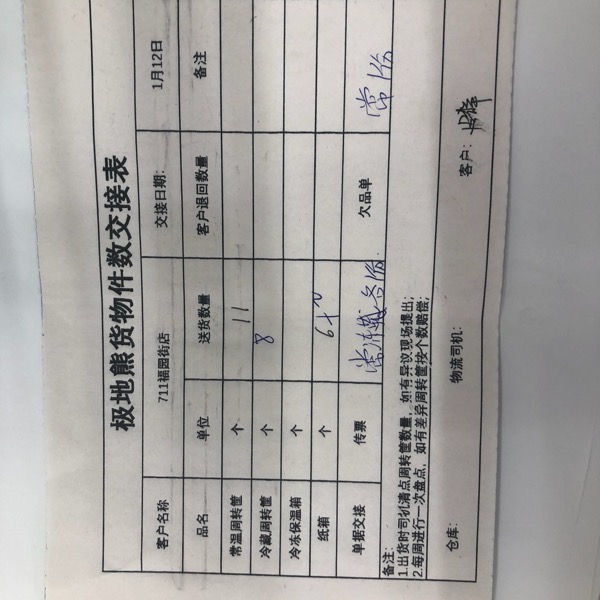 极地熊货物件数交接表
客户名称 711福园街店 交接日期: 1月12日
品名 单位 送货数量 客户退回数量 备注
常温周转筐 个 11
冷藏周转筐 个 8
冷冻保温箱 个
纸箱 个
单据交接 传票 欠品单
备注:
1.出货时司机清点周转筐数量，如有异议现场提出;
2.每周进行一次盘点，如有差异周转筐按个数赔偿;
仓库: 物流司机: 客户: